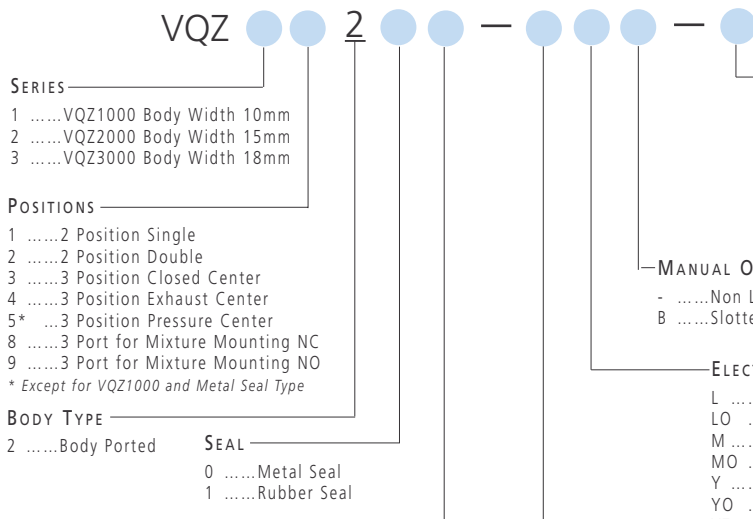 VQZ 2 — —
SERIES
1 ......VQZ1000 Body Width 10mm
2 ......VQZ2000 Body Width 15mm
3 ......VQZ3000 Body Width 18mm
POSITIONS
1 ......2 Position Single
2 ......2 Position Double
3 ......3 Position Closed Center
4 ......3 Position Exhaust Center
5* ...3 Position Pressure Center
8 ......3 Port for Mixture Mounting NC
9 ......3 Port for Mixture Mounting NO
* Except for VQZ1000 and Metal Seal Type
BODY TYPE
2 ......Body Ported
SEAL
0 ......Metal Seal
1 ......Rubber Seal
MANUAL
- ......Non
B ......
L ...
LO ...
M ...
MO ...
Y ...
YO ...